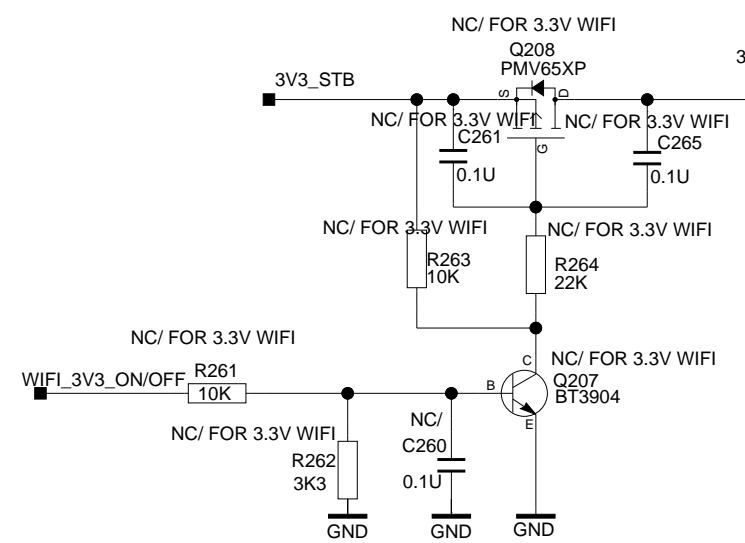 NC/ FOR 3.3V WIFI
Q208
PMV65XP
3
3V3_STB
S
D
G
NC/ FOR 3.3V WIFI
C261
0.1U
NC/ FOR 3.3V WIFI
C265
0.1U
NC/ FOR 3.3V WIFI
R263
10K
NC/ FOR 3.3V WIFI
R264
22K
NC/ FOR 3.3V WIFI
R261
10K
WIFI_3V3_ON/OFF
B
C
E
NC/ FOR 3.3V WIFI
Q207
BT3904
NC/ FOR 3.3V WIFI
R262
3K3
NC/
C260
0.1U
GND
GND
GND